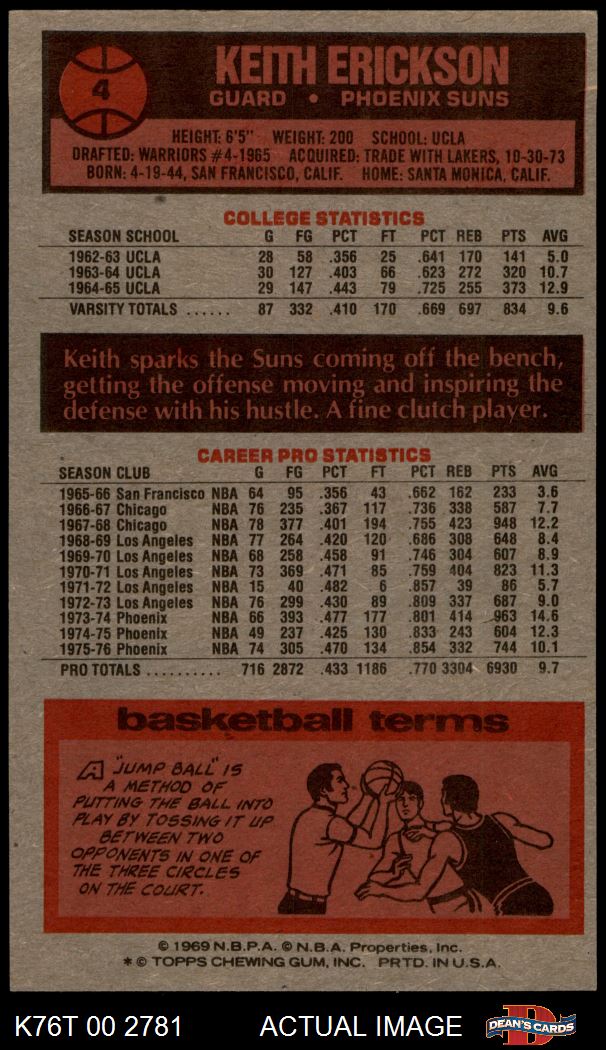 4
KEITH ERICKSON
GUARD • PHOENIX SUNS
HEIGHT: 6'5" WEIGHT: 200 SCHOOL: UCLA
DRAFTED: WARRIORS #4-1965 ACQUIRED: TRADE WITH LAKERS, 10-30-73
BORN: 4-19-44, SAN FRANCISCO, CALIF. HOME: SANTA MONICA, CALIF.
COLLEGE STATISTICS
SEASON SCHOOL G FG PCT FT PCT REB PTS AVG
1962-63 UCLA 28 58 .356 25 .641 170 141 5.0
1963-64 UCLA 30 127 .403 66 .623 272 320 10.7
1964-65 UCLA 29 147 .443 79 .725 255 373 12.9
VARSITY TOTALS ...... 87 332 .410 170 .669 697 834 9.6
Keith sparks the Suns coming off the bench,
getting the offense moving and inspiring the
defense with his hustle. A fine clutch player.
CAREER PRO STATISTICS
SEASON CLUB G FG PCT FT PCT REB PTS AVG
1965-66 San Francisco NBA 64 95 .356 43 .662 162 233 3.6
1966-67 Chicago NBA 76 235 .367 117 .736 338 587 7.7
1967-68 Chicago NBA 78 377 .401 194 .755 423 948 12.2
1968-69 Los Angeles NBA 77 264 .420 120 .686 308 648 8.4
1969-70 Los Angeles NBA 68 258 .458 91 .746 304 607 8.9
1970-71 Los Angeles NBA 73 369 .471 85 .759 404 823 11.3
1971-72 Los Angeles NBA 15 40 .482 6 .857 39 86 5.7
1972-73 Los Angeles NBA 76 299 .430 89 .809 337 687 9.0
1973-74 Phoenix NBA 66 393 .477 177 .801 414 963 14.6
1974-75 Phoenix NBA 49 237 .425 130 .833 243 604 12.3
1975-76 Phoenix NBA 74 305 .470 134 .854 332 744 10.1
PRO TOTALS ............ 716 2872 .433 1186 .770 3304 6930 9.7
basketball terms
A "JUMP BALL" IS
A METHOD OF
PUTTING THE BALL INTO
PLAY BY TOSSING IT UP
BETWEEN TWO
OPPONENTS IN ONE OF
THE THREE CIRCLES
ON THE COURT.
© 1969 N.B.P.A. © N.B.A. Properties, Inc.
* © TOPPS CHEWING GUM, INC. PRTD. IN U.S.A.
K76T 00 2781 ACTUAL IMAGE
D
DEAN'S CARDS